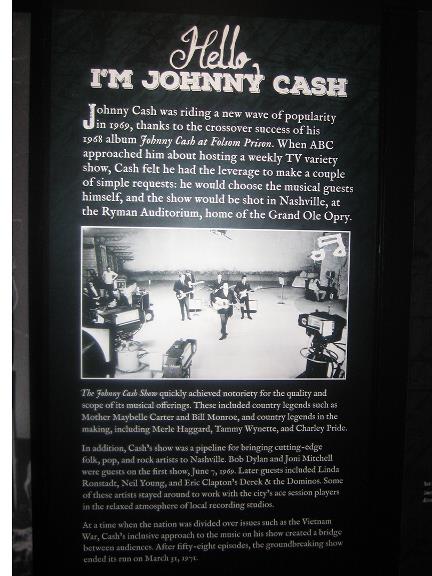 Hello,
I'M JOHNNY CASH
Johnny Cash was riding a new wave of popularity
in 1969, thanks to the crossover success of his
1968 album Johnny Cash at Folsom Prison. When ABC
approached him about hosting a weekly TV variety
show, Cash felt he had the leverage to make a couple
of simple requests: he would choose the musical guests
himself, and the show would be shot in Nashville, at
the Ryman Auditorium, home of the Grand Ole Opry.
The Johnny Cash Show quickly achieved notoriety for the quality and
scope of its musical offerings. These included country legends such as
Mother Maybelle Carter and Bill Monroe, and country legends in the
making, including Merle Haggard, Tammy Wynette, and Charley Pride.
In addition, Cash's show was a pipeline for bringing cutting-edge
folk, pop, and rock artists to Nashville. Bob Dylan and Joni Mitchell
were guests on the first show, June 7, 1969. Later guests included Linda
Ronstadt, Neil Young, and Eric Clapton's Derek & the Dominos. Some
of these artists stayed around to work with the city's ace session players
in the relaxed atmosphere of local recording studios.
At a time when the nation was divided over issues such as the Vietnam
War, Cash's inclusive approach to the music on his show created a bridge
between audiences. After fifty-eight episodes, the groundbreaking show
ended its run on March 31, 1971.